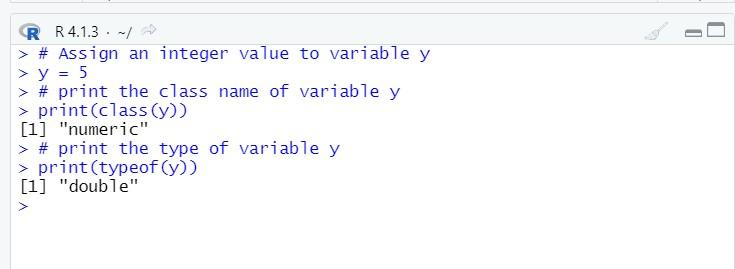 R R 4.1.3 · ~/
> # Assign an integer value to variable y
> y = 5
> # print the class name of variable y
> print(class(y))
[1] "numeric"
> # print the type of variable y
> print(typeof(y))
[1] "double"
>